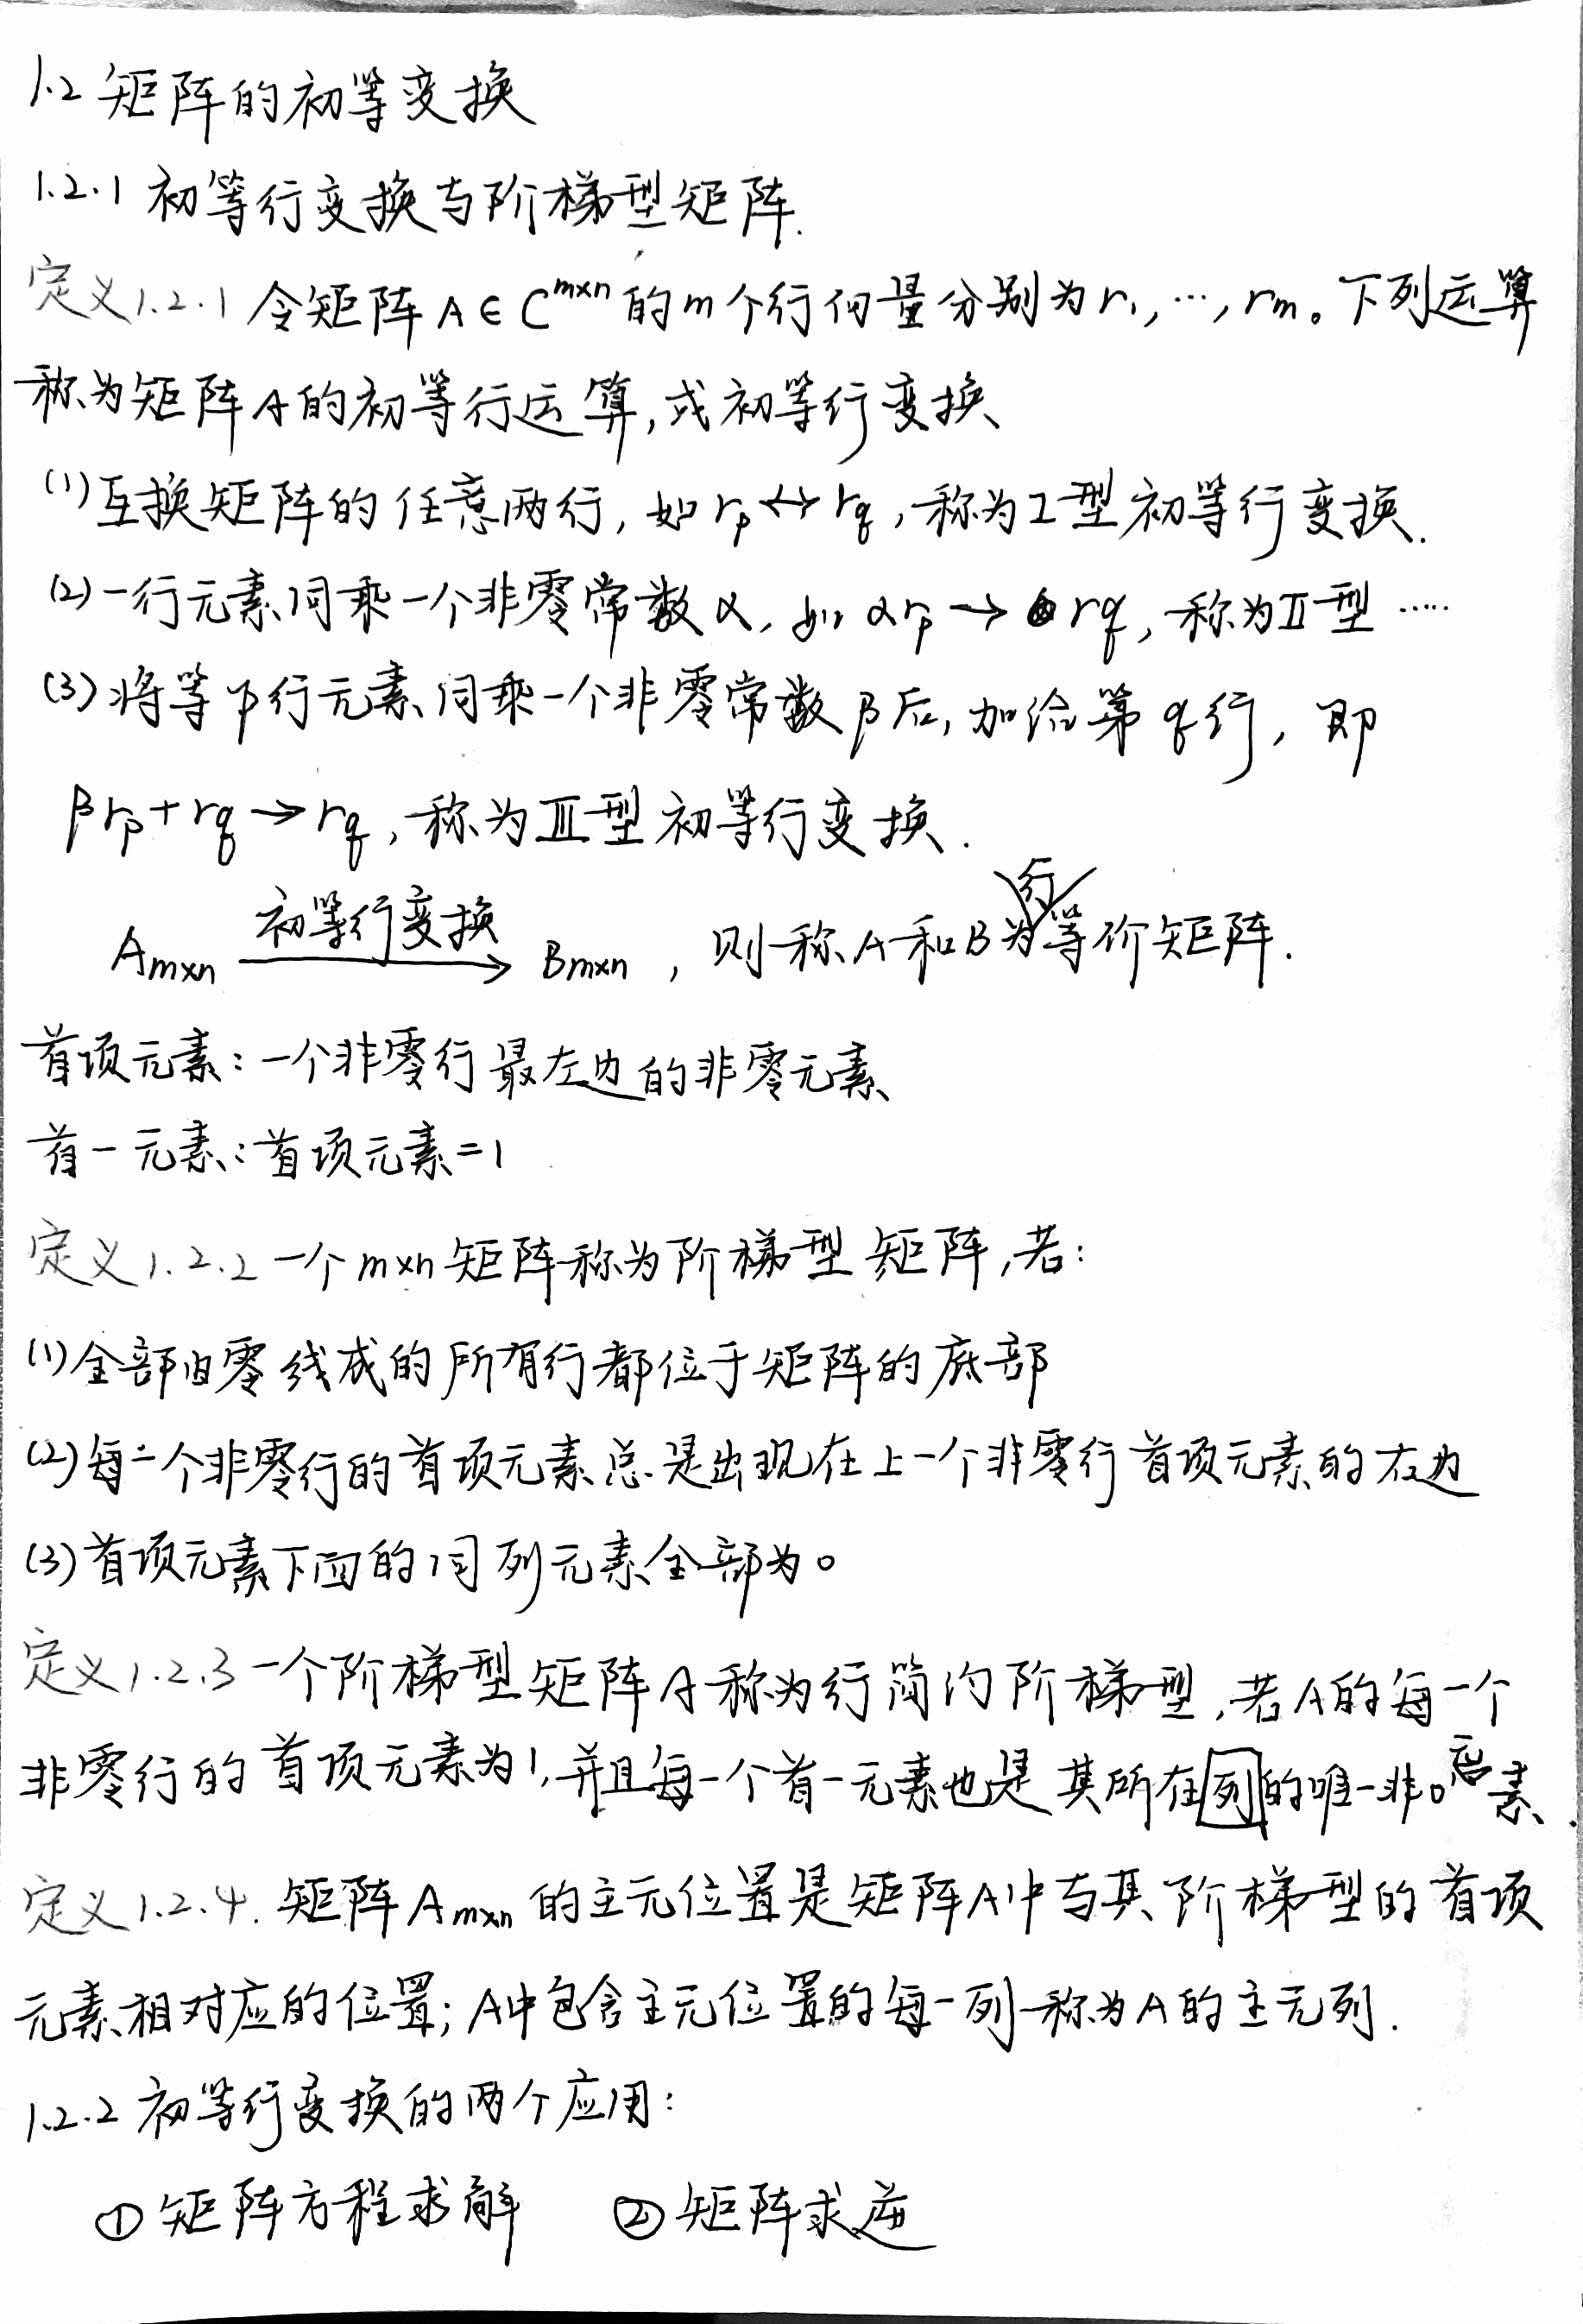 1.2 矩阵的初等变换
1.2.1 初等行变换与阶梯型矩阵.
定义1.2.1 令矩阵 A∈C^{m×n} 的m个行向量分别为r₁,…,rₘ。下列运算
称为矩阵A的初等行运算,或初等行变换
(1)互换矩阵的任意两行,如rₚ↔r_q,称为I型初等行变换.
(2)一行元素同乘一个非零常数α,如αrₚ→r_q,称为II型……
(3)将等p行元素同乘一个非零常数β后,加给第q行,即
βrₚ+r_q→r_q,称为III型初等行变换.
A_{m×n} 初等行变换→ B_{m×n},则称A和B为行等价矩阵.
首项元素:一个非零行最左边的非零元素
首一元素:首项元素=1
定义1.2.2 一个m×n矩阵称为阶梯型矩阵,若:
(1)全部由零线成的所有行都位于矩阵的底部
(2)每一个非零行的首项元素总是出现在上一个非零行首项元素的右边
(3)首项元素下面的同列元素全部为0
定义1.2.3 一个阶梯型矩阵A称为行简约阶梯型,若A的每一个
非零行的首项元素为1,并且每一个首一元素也是其所在列的唯一非0元素.
定义1.2.4. 矩阵A_{m×n}的主元位置是矩阵A中与其阶梯型的首项
元素相对应的位置;A中包含主元位置的每一列称为A的主元列.
1.2.2 初等行变换的两个应用:
①矩阵方程求解 ②矩阵求逆